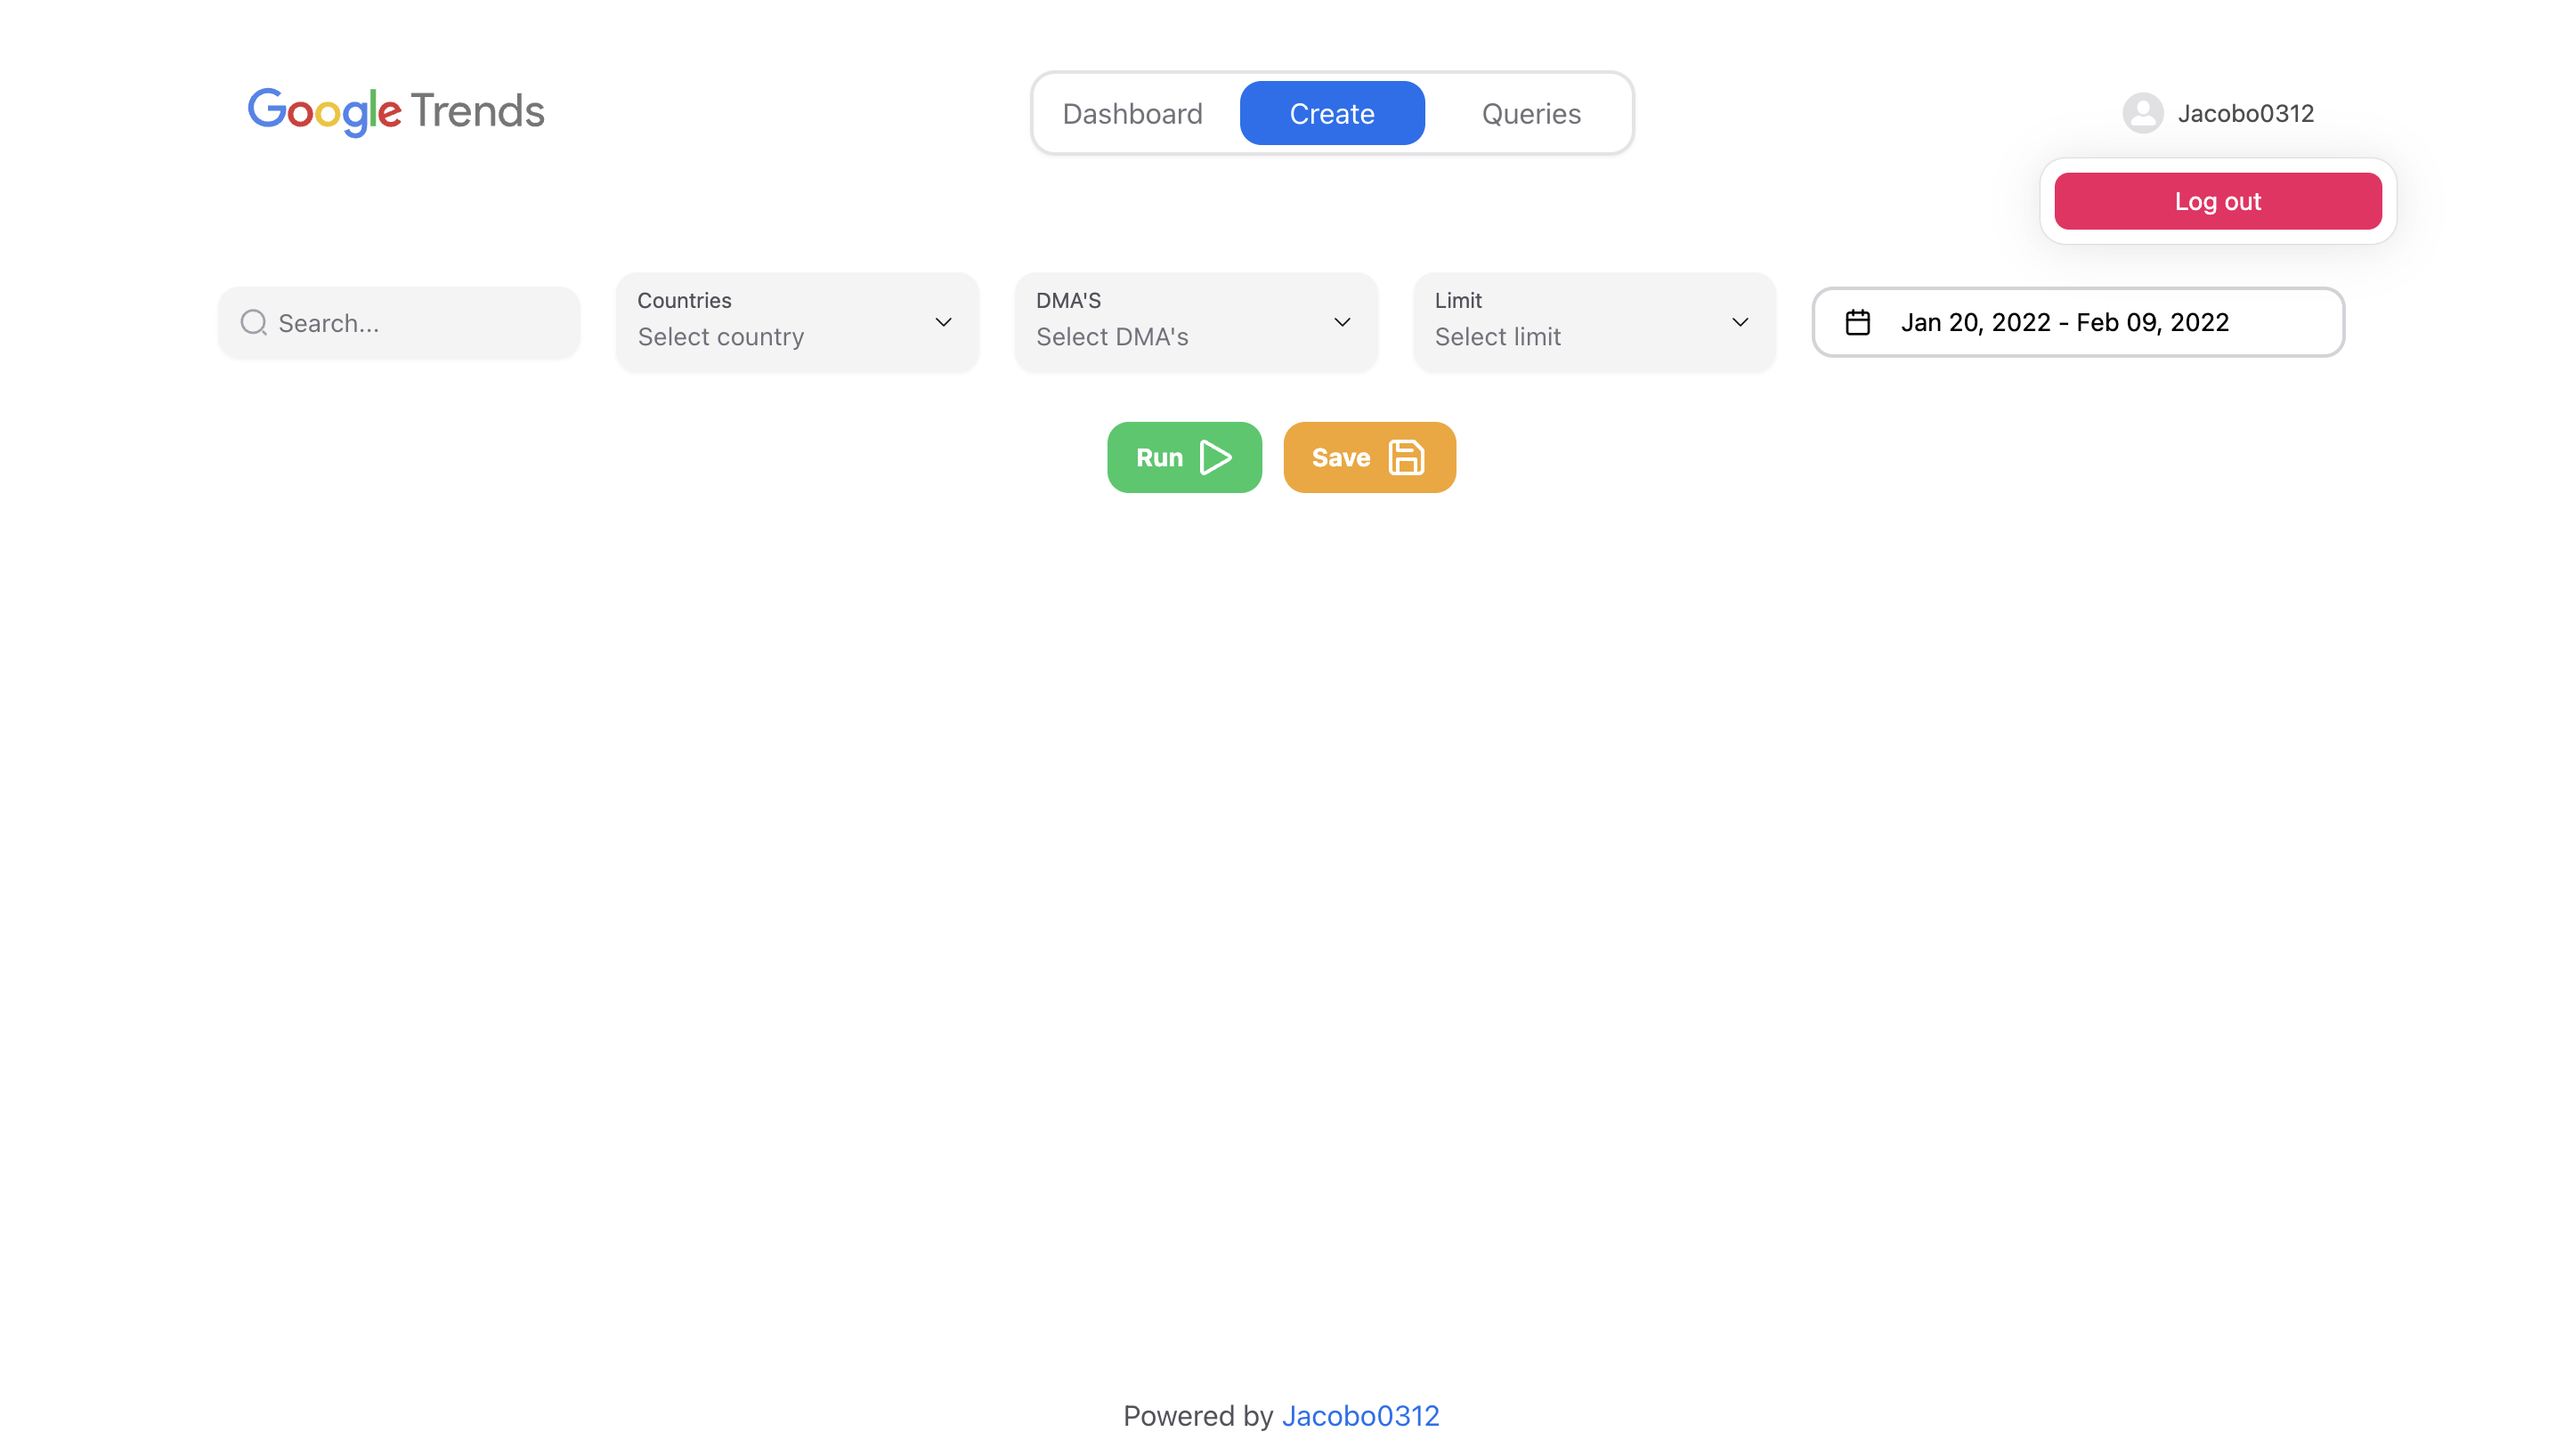 Google Trends
Dashboard
Create
Queries
Jacobo0312
Log out
Search...
Countries
Select country
DMA'S
Select DMA's
Limit
Select limit
Jan 20, 2022 - Feb 09, 2022
Run
Save
Powered by Jacobo0312